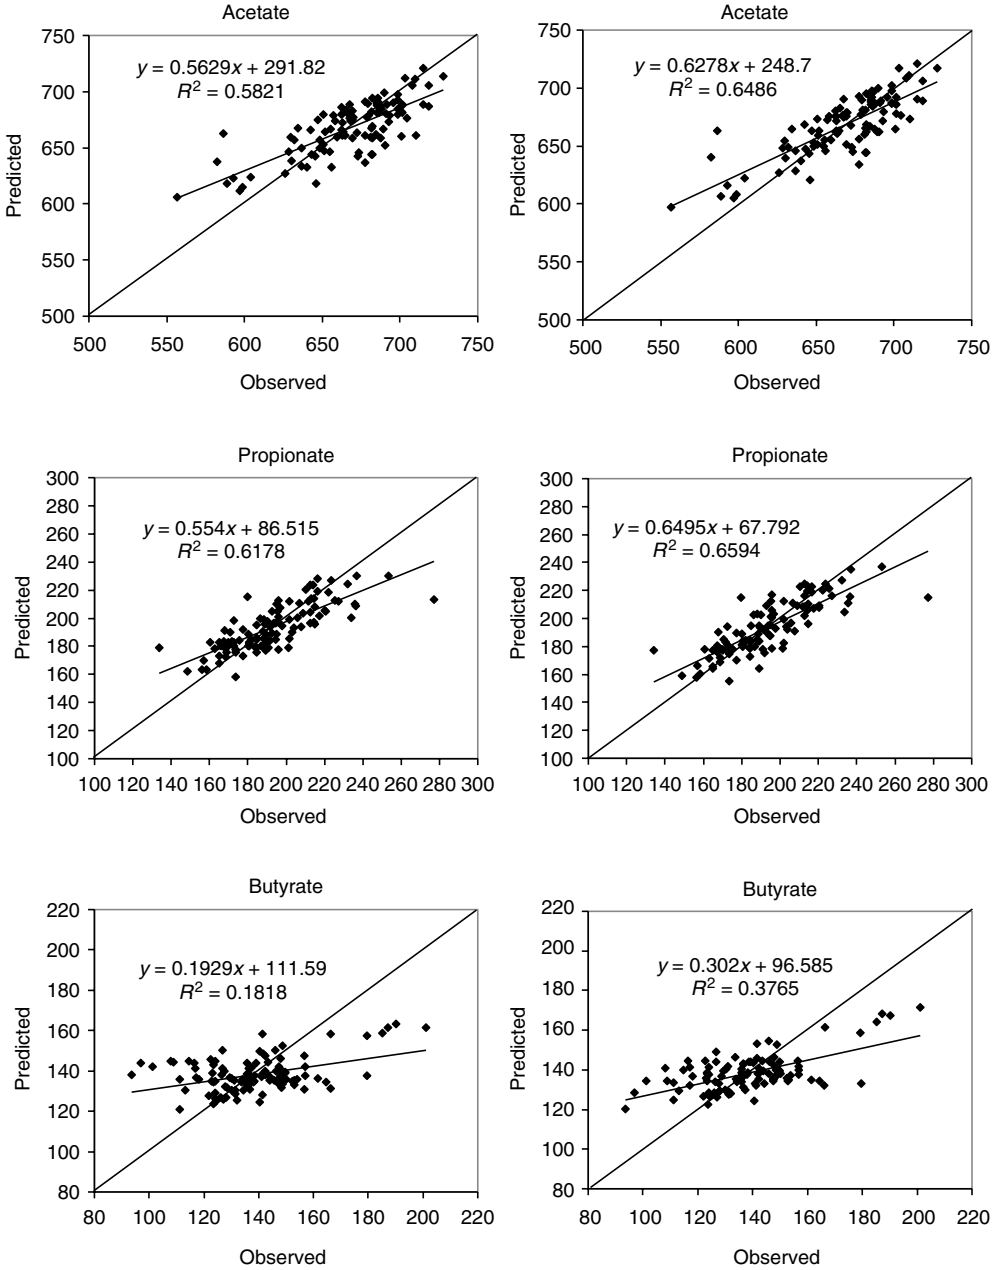 Acetate
750
700
650
600
550
500
Predicted
y = 0.5629x + 291.82
R² = 0.5821
500 550 600 650 700 750
Observed
Acetate
750
700
650
600
550
500
Predicted
y = 0.6278x + 248.7
R² = 0.6486
500 550 600 650 700 750
Observed
Propionate
300
280
260
240
220
200
180
160
140
120
100
Predicted
y = 0.554x + 86.515
R² = 0.6178
100 120 140 160 180 200 220 240 260 280 300
Observed
Propionate
300
280
260
240
220
200
180
160
140
120
100
Predicted
y = 0.6495x + 67.792
R² = 0.6594
100 120 140 160 180 200 220 240 260 280 300
Observed
Butyrate
220
200
180
160
140
120
100
80
Predicted
y = 0.1929x + 111.59
R² = 0.1818
80 100 120 140 160 180 200 220
Observed
Butyrate
220
200
180
160
140
120
100
80
Predicted
y = 0.302x + 96.585
R² = 0.3765
80 100 120 140 160 180 200 220
Observed